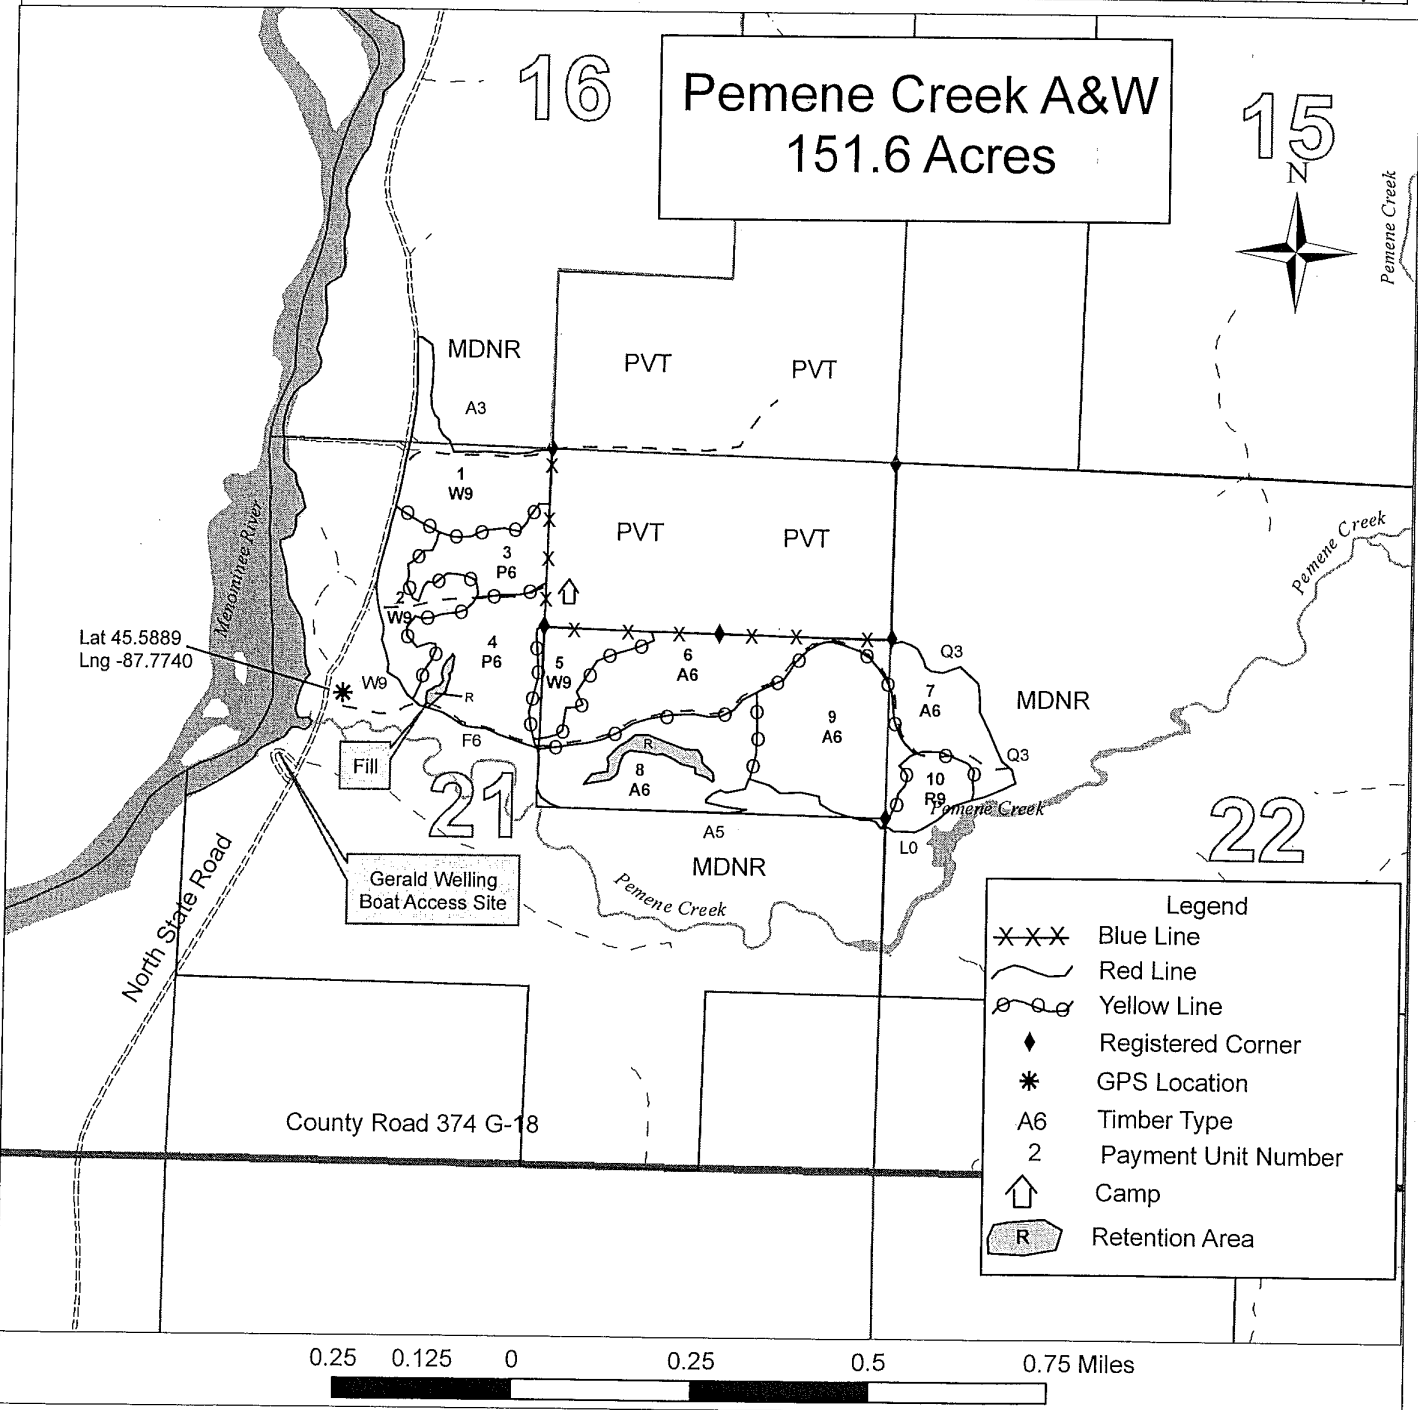 16
Pemene Creek A&W
151.6 Acres
15
N
Pemene Creek
MDNR
PVT
PVT
A3
1
W9
PVT
PVT
3
P6
Pemene Creek
Menominee River
2
W9
Lat 45.5889
Lng -87.7740
4
P6
5
W9
6
A6
Q3
7
A6
MDNR
W9
R
9
A6
F6
R
Q3
Fill
8
A6
10
R9
Pemene Creek
21
A5
22
L0
MDNR
Gerald Welling
Boat Access Site
Pemene Creek
North State Road
County Road 374 G-18
Legend
Blue Line
Red Line
Yellow Line
Registered Corner
GPS Location
A6 Timber Type
2 Payment Unit Number
Camp
R Retention Area
0.25 0.125 0 0.25 0.5 0.75 Miles